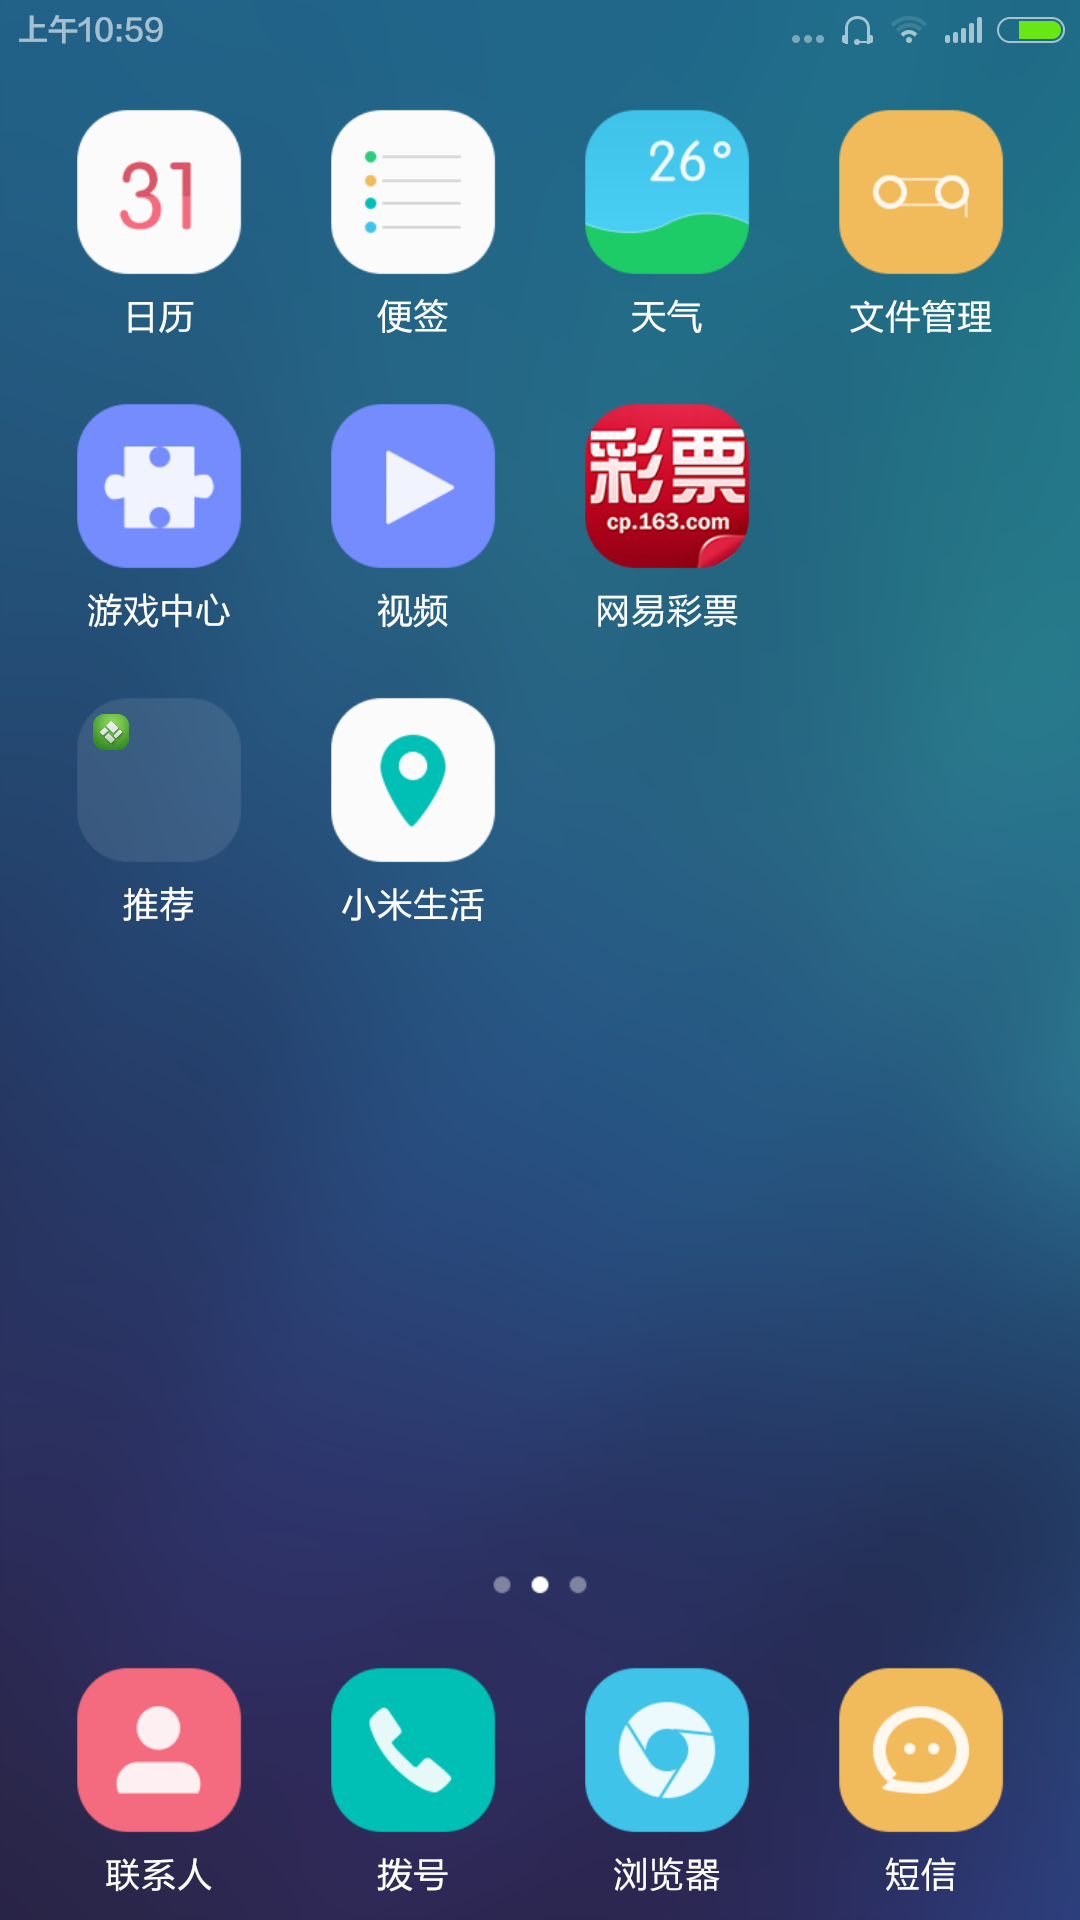 上午10:59
31
26°
日历
便签
天气
文件管理
彩票
cp.163.com
游戏中心
视频
网易彩票
推荐
小米生活
联系人
拨号
浏览器
短信